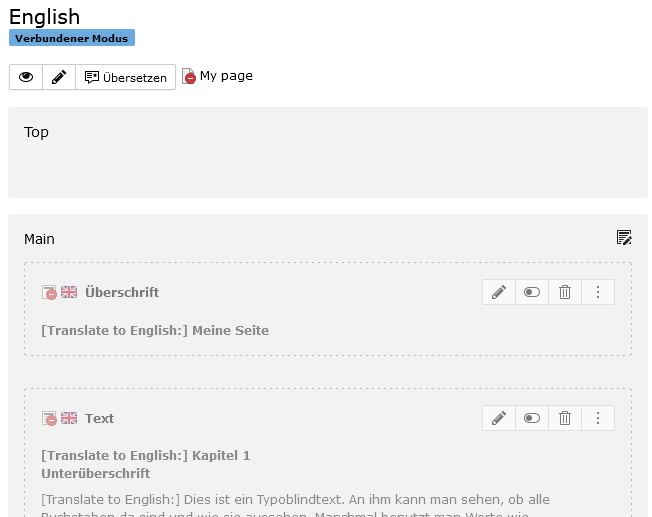 English
Verbundener Modus
Übersetzen My page
Top
Main
Überschrift
[Translate to English:] Meine Seite
Text
[Translate to English:] Kapitel 1
Unterüberschrift
[Translate to English:] Dies ist ein Typoblindtext. An ihm kann man sehen, ob alle
Buchstaben da sind und wie sie aussehen. Manchmal benutzt man Worte wie